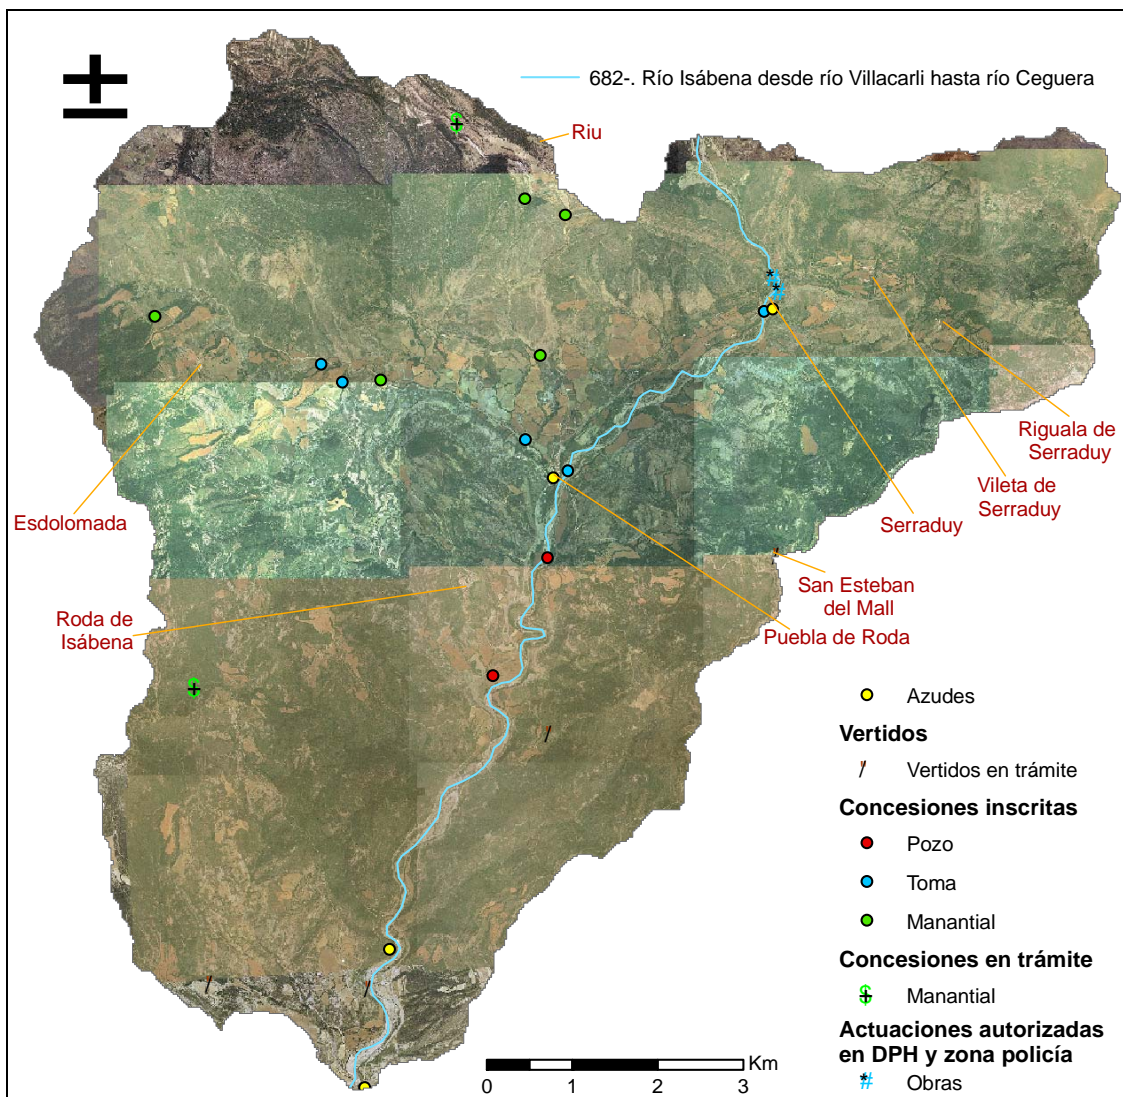 682-. Río Isábena desde río Villacarli hasta río Ceguera
Riu
Riguala de
Serraduy
Vileta de
Serraduy
Serraduy
Esdolomada
San Esteban
del Mall
Roda de
Isábena
Puebla de Roda
Azudes
Vertidos
Vertidos en trámite
Concesiones inscritas
Pozo
Toma
Manantial
Concesiones en trámite
Manantial
Actuaciones autorizadas
en DPH y zona policía
Obras
Km
0 1 2 3